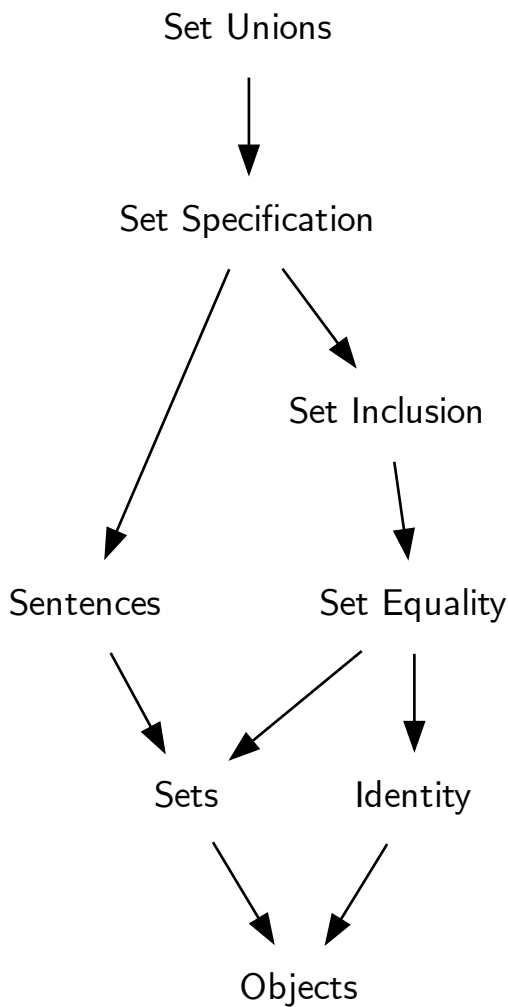 Set Unions
Set Specification
Set Inclusion
Sentences
Set Equality
Sets
Identity
Objects